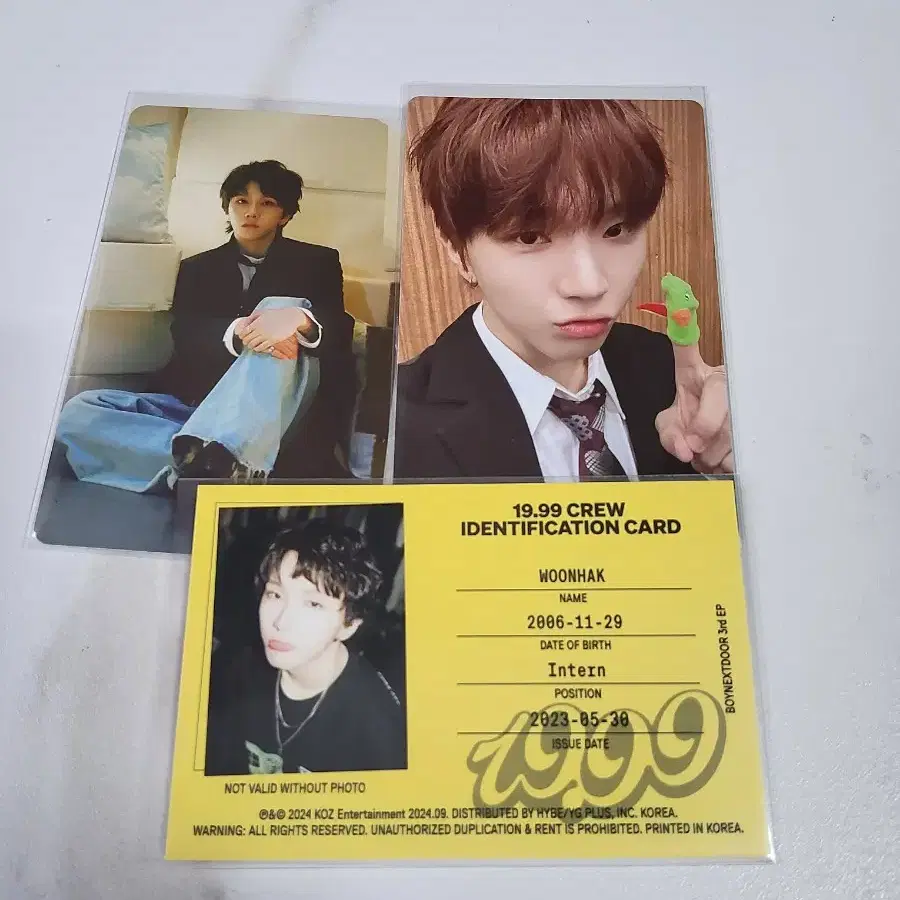 19.99 CREW
IDENTIFICATION CARD
WOONHAK
NAME
2006-11-29
DATE OF BIRTH
Intern
POSITION
2023-05-30
ISSUE DATE
1999
BOYNEXTDOOR 3rd EP
NOT VALID WITHOUT PHOTO
℗&© 2024 KOZ Entertainment 2024.09. DISTRIBUTED BY HYBE/YG PLUS, INC. KOREA.
WARNING: ALL RIGHTS RESERVED. UNAUTHORIZED DUPLICATION & RENT IS PROHIBITED. PRINTED IN KOREA.